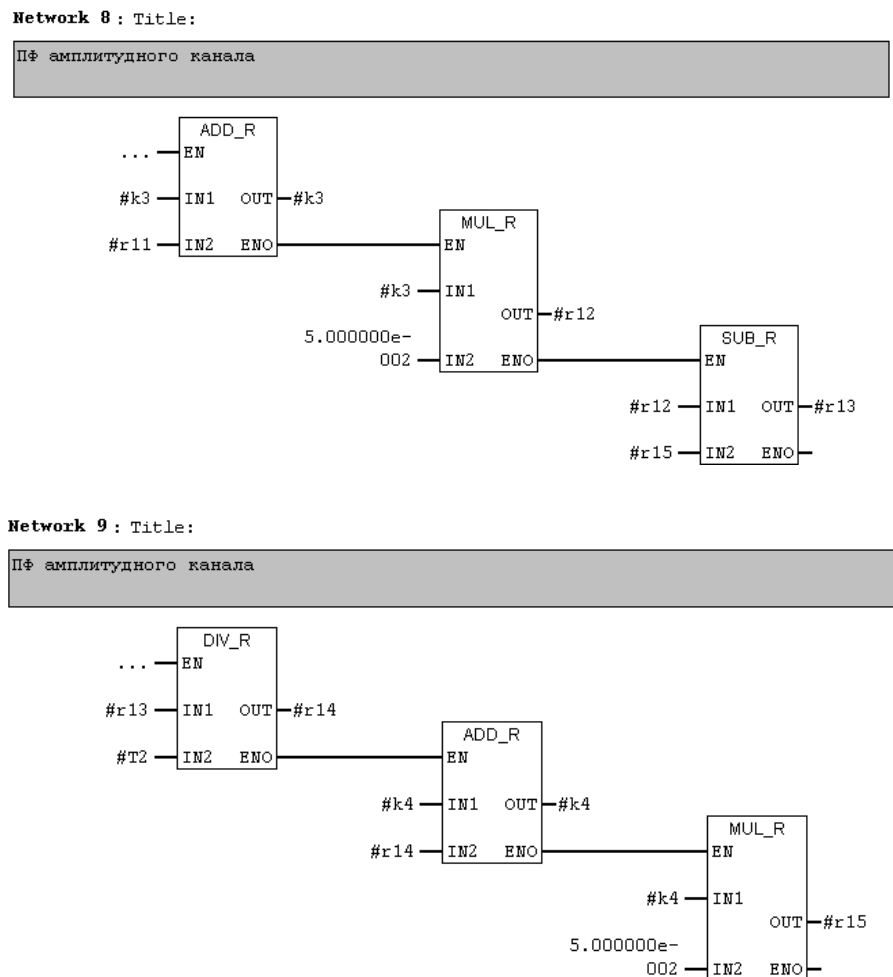 Network 8: Title:
ПФ амплитудного канала
ADD_R
... EN
#k3 IN1 OUT #k3
#r11 IN2 ENO
MUL_R
EN
#k3 IN1
OUT #r12
5.000000e-
002 IN2 ENO
SUB_R
EN
#r12 IN1 OUT #r13
#r15 IN2 ENO
Network 9: Title:
ПФ амплитудного канала
DIV_R
... EN
#r13 IN1 OUT #r14
#T2 IN2 ENO
ADD_R
EN
#k4 IN1 OUT #k4
#r14 IN2 ENO
MUL_R
EN
#k4 IN1
OUT #r15
5.000000e-
002 IN2 ENO